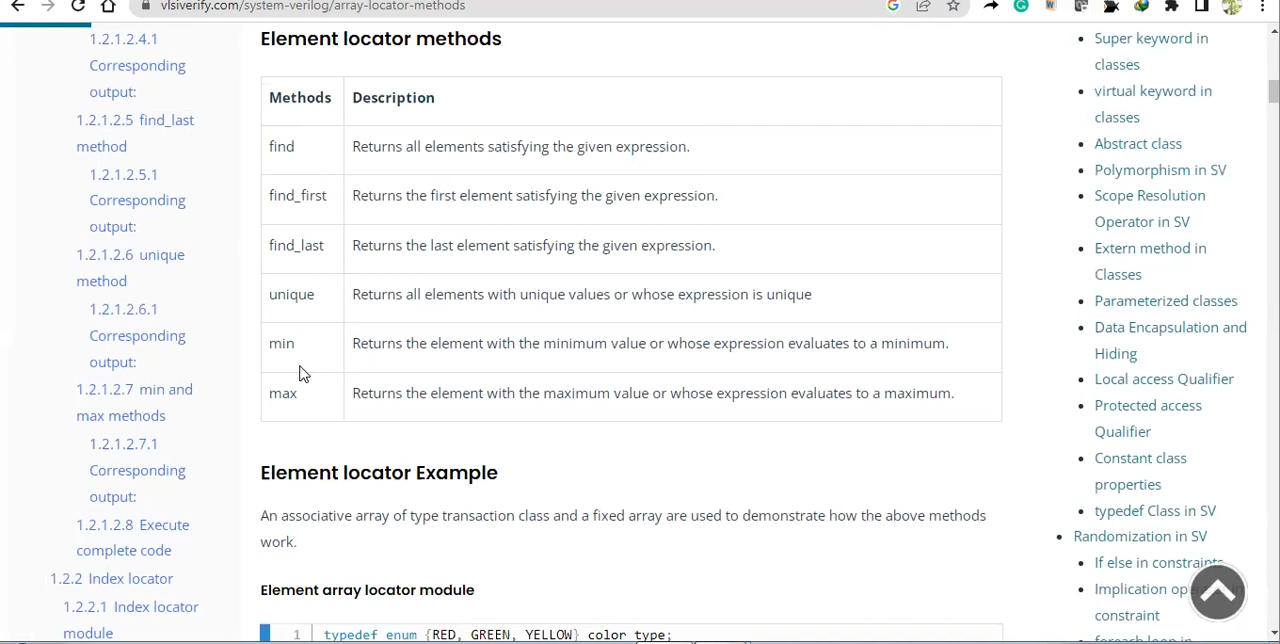 vlsiverify.com/system-verilog/array-locator-methods
1.2.1.2.4.1
Corresponding
output:
1.2.1.2.5 find_last
method
1.2.1.2.5.1
Corresponding
output:
1.2.1.2.6 unique
method
1.2.1.2.6.1
Corresponding
output:
1.2.1.2.7 min and
max methods
1.2.1.2.7.1
Corresponding
output:
1.2.1.2.8 Execute
complete code
1.2.2 Index locator
1.2.2.1 Index locator
module
Element locator methods
Methods Description
find Returns all elements satisfying the given expression.
find_first Returns the first element satisfying the given expression.
find_last Returns the last element satisfying the given expression.
unique Returns all elements with unique values or whose expression is unique
min Returns the element with the minimum value or whose expression evaluates to a minimum.
max Returns the element with the maximum value or whose expression evaluates to a maximum.
Element locator Example
An associative array of type transaction class and a fixed array are used to demonstrate how the above methods
work.
Element array locator module
1 typedef enum {RED, GREEN, YELLOW} color_type;
Super keyword in
classes
virtual keyword in
classes
Abstract class
Polymorphism in SV
Scope Resolution
Operator in SV
Extern method in
Classes
Parameterized classes
Data Encapsulation and
Hiding
Local access Qualifier
Protected access
Qualifier
Constant class
properties
typedef Class in SV
Randomization in SV
If else in constraints
Implication
constraint
foreach loop in